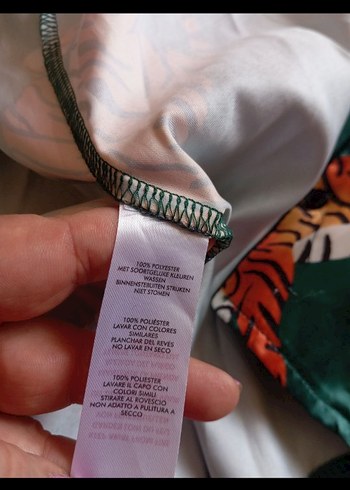 100% POLYESTER
MET SOORTGELIJKE KLEUREN
WASSEN
BINNENSTEBUITEN STRIJKEN
NIET STOMEN
100% POLIÉSTER
LAVAR CON COLORES
SIMILARES
PLANCHAR DEL REVÉS
NO LAVAR EN SECO
100% POLIESTER
LAVARE IL CAPO CON
COLORI SIMILI
STIRARE AL ROVESCIO
NON ADATTO A PULITURA A
SECCO